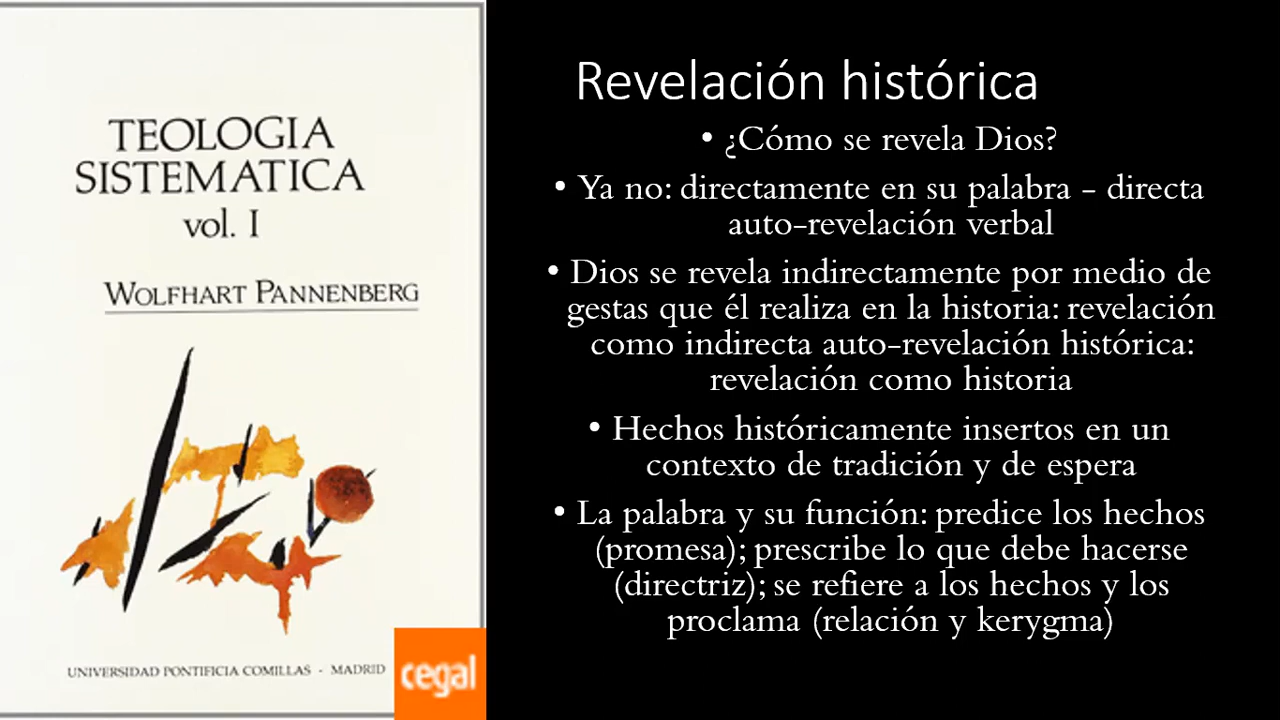 TEOLOGIA
SISTEMATICA
vol. I
WOLFHART PANNENBERG
UNIVERSIDAD PONTIFICIA COMILLAS - MADRID
cegal
Revelación histórica
• ¿Cómo se revela Dios?
• Ya no: directamente en su palabra - directa
auto-revelación verbal
• Dios se revela indirectamente por medio de
gestas que él realiza en la historia: revelación
como indirecta auto-revelación histórica:
revelación como historia
• Hechos históricamente insertos en un
contexto de tradición y de espera
• La palabra y su función: predice los hechos
(promesa); prescribe lo que debe hacerse
(directriz); se refiere a los hechos y los
proclama (relación y kerygma)